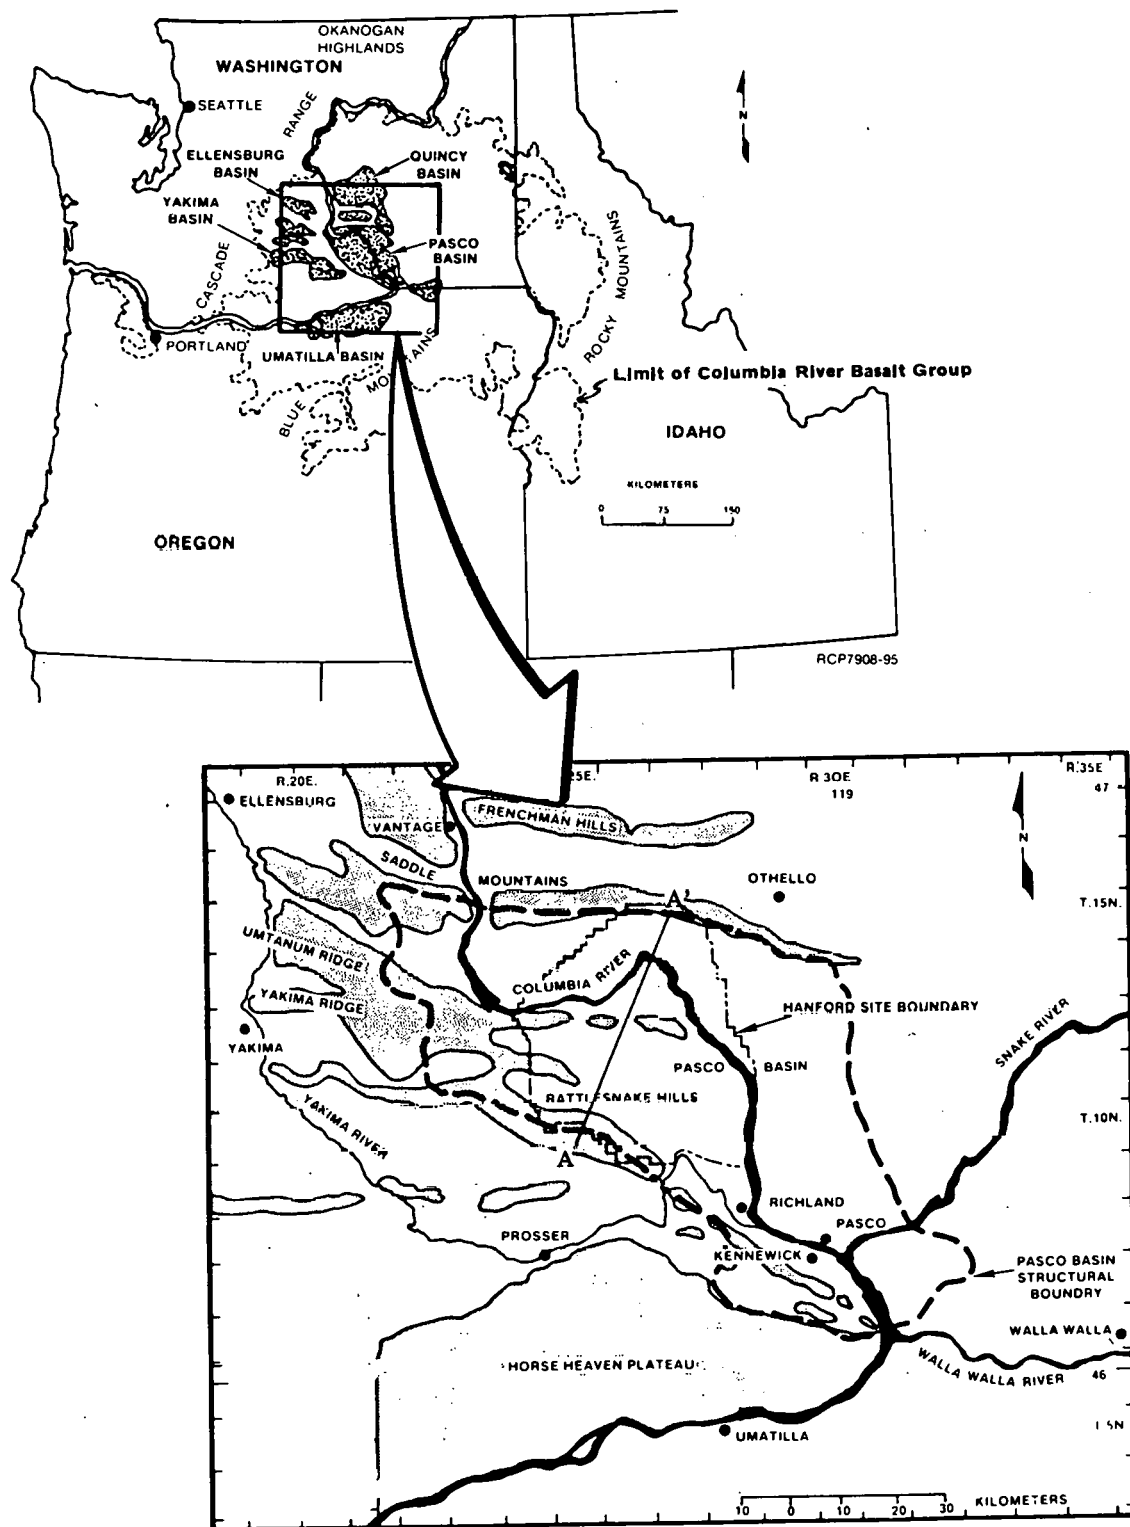 OKANOGAN
HIGHLANDS
WASHINGTON
SEATTLE
RANGE
ELLENSBURG
BASIN
QUINCY
BASIN
YAKIMA
BASIN
PASCO
BASIN
CASCADE
ROCKY MOUNTAINS
PORTLAND
UMATILLA BASIN
BLUE
MOUNTAINS
Limit of Columbia River Basalt Group
IDAHO
KILOMETERS
0 75 150
OREGON
N
RCP7908-95
R.20E.
25E.
R.30E
119
R.35E
47
ELLENSBURG
VANTAGE
FRENCHMAN HILLS
N
SADDLE
MOUNTAINS
A'
OTHELLO
T.15N.
UMTANUM RIDGE
COLUMBIA RIVER
YAKIMA RIDGE
HANFORD SITE BOUNDARY
SNAKE RIVER
YAKIMA
PASCO
BASIN
RATTLESNAKE HILLS
YAKIMA RIVER
T.10N.
A
RICHLAND
PASCO
PROSSER
KENNEWICK
PASCO BASIN
STRUCTURAL
BOUNDRY
WALLA WALLA
HORSE HEAVEN PLATEAU
WALLA WALLA RIVER
46
5N
UMATILLA
10 0 10 20 30
KILOMETERS